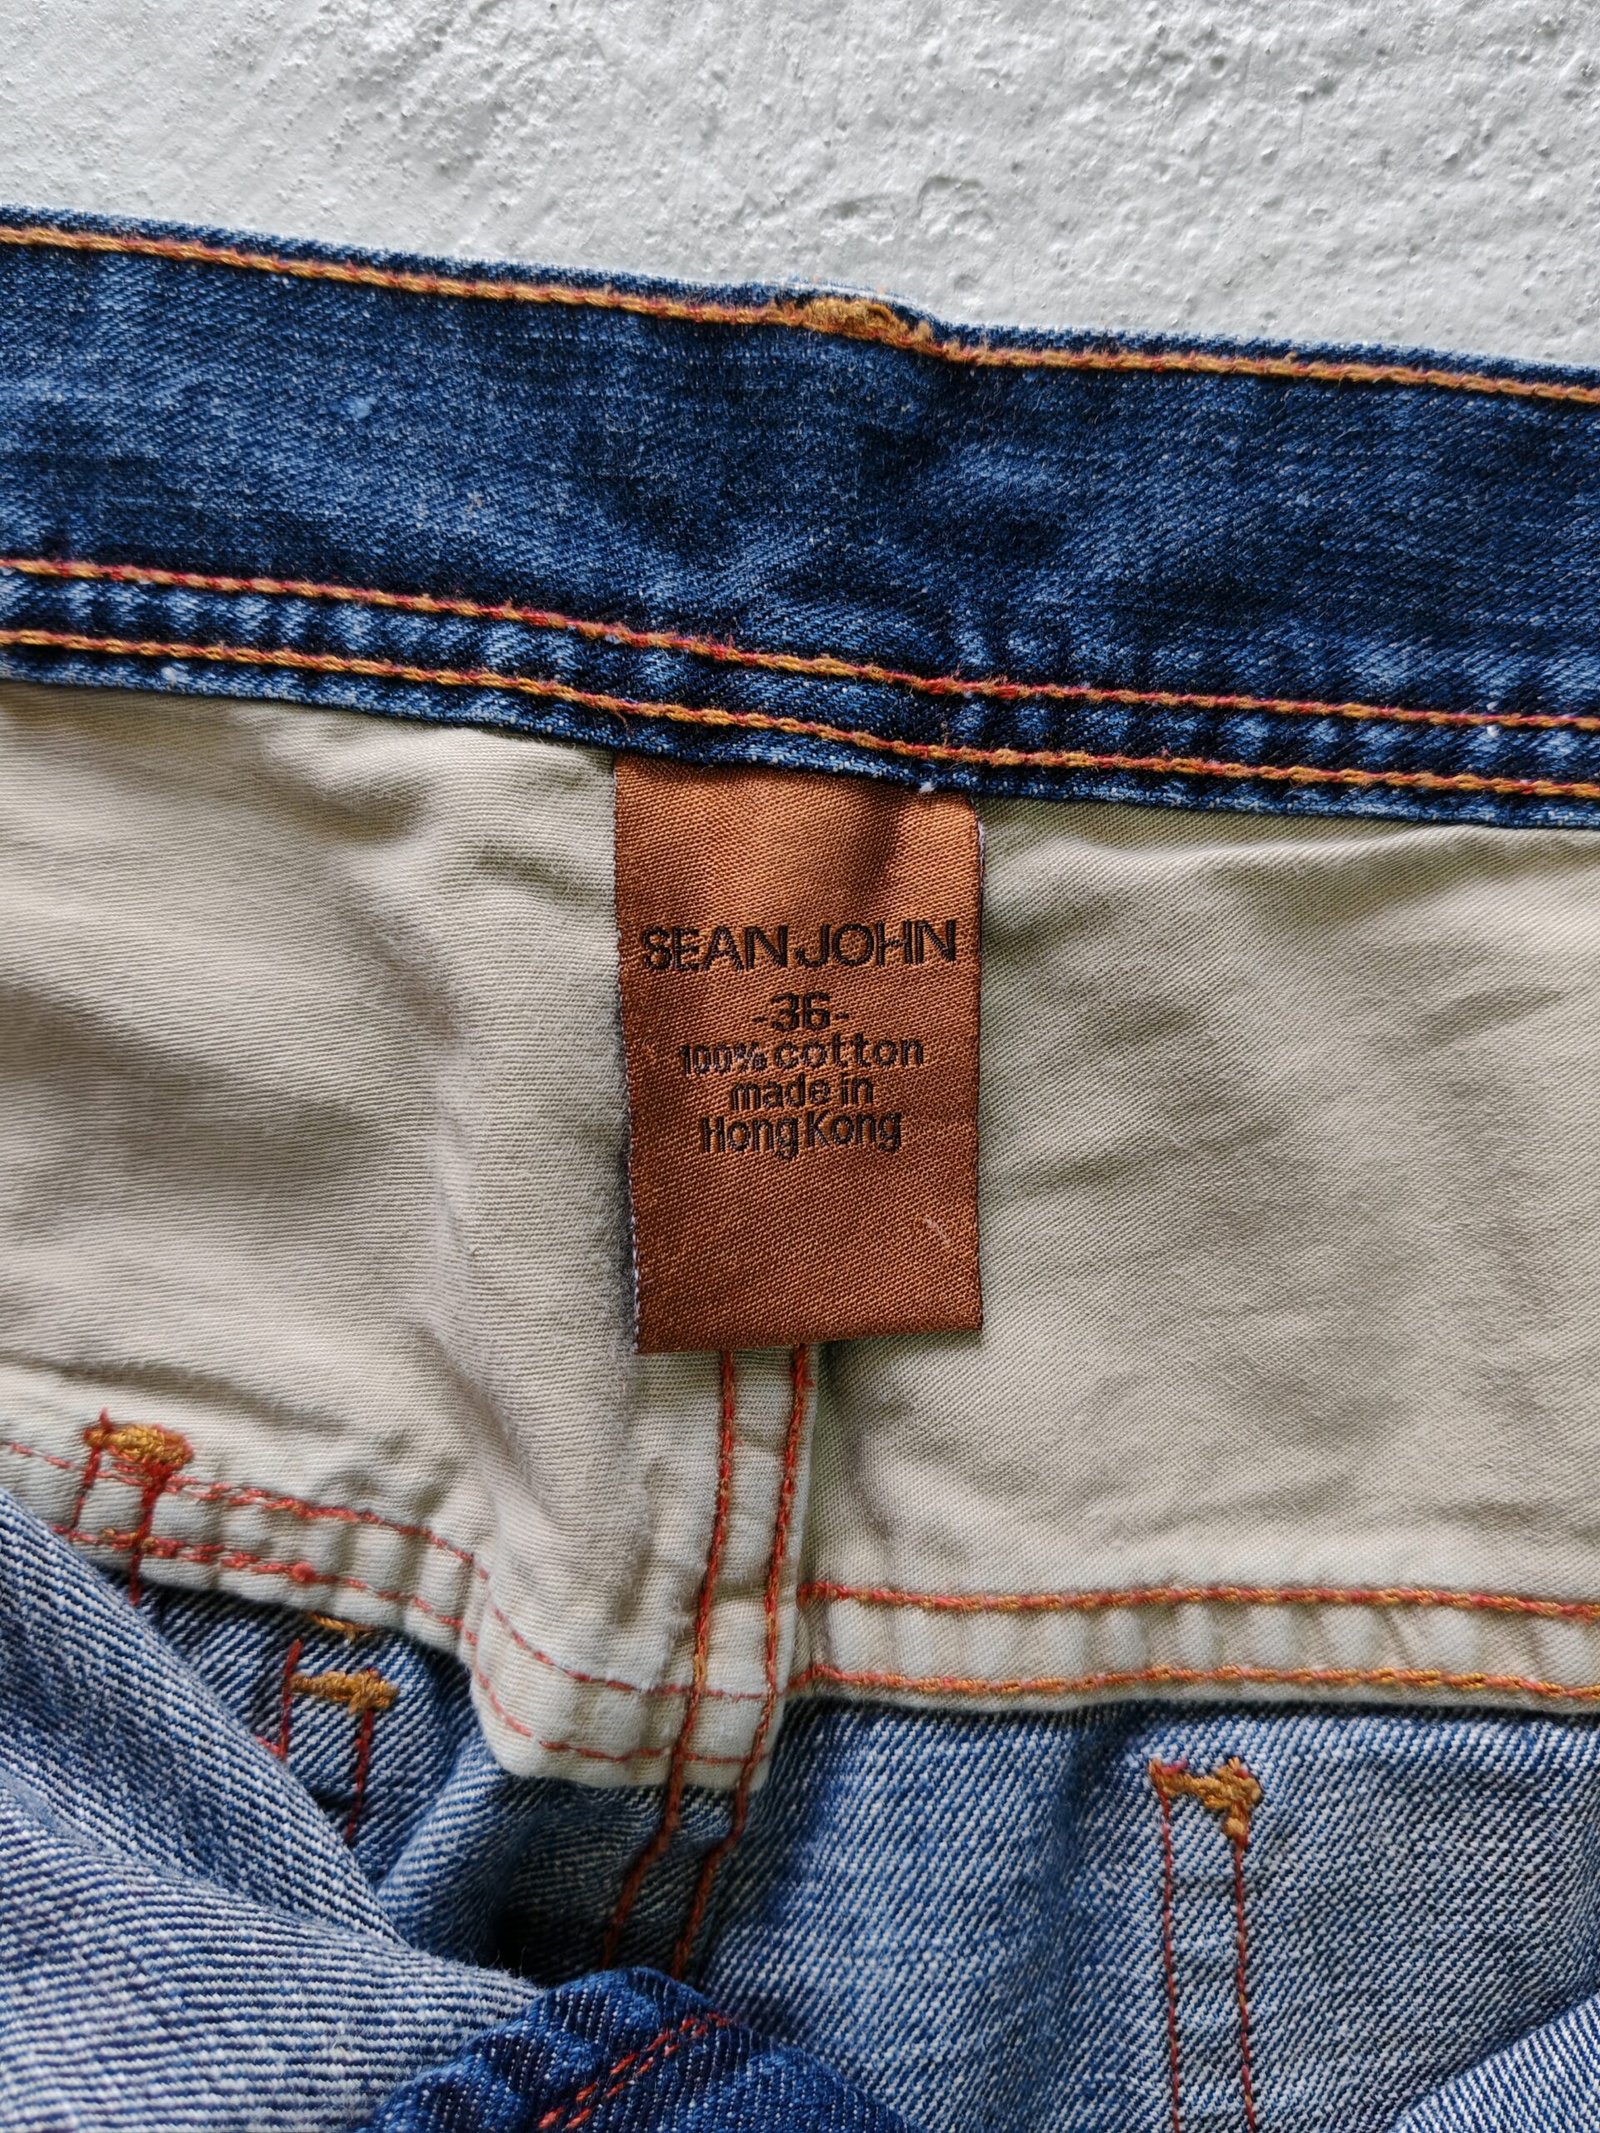 SEAN JOHN
-36-
100% cotton
made in
Hong Kong